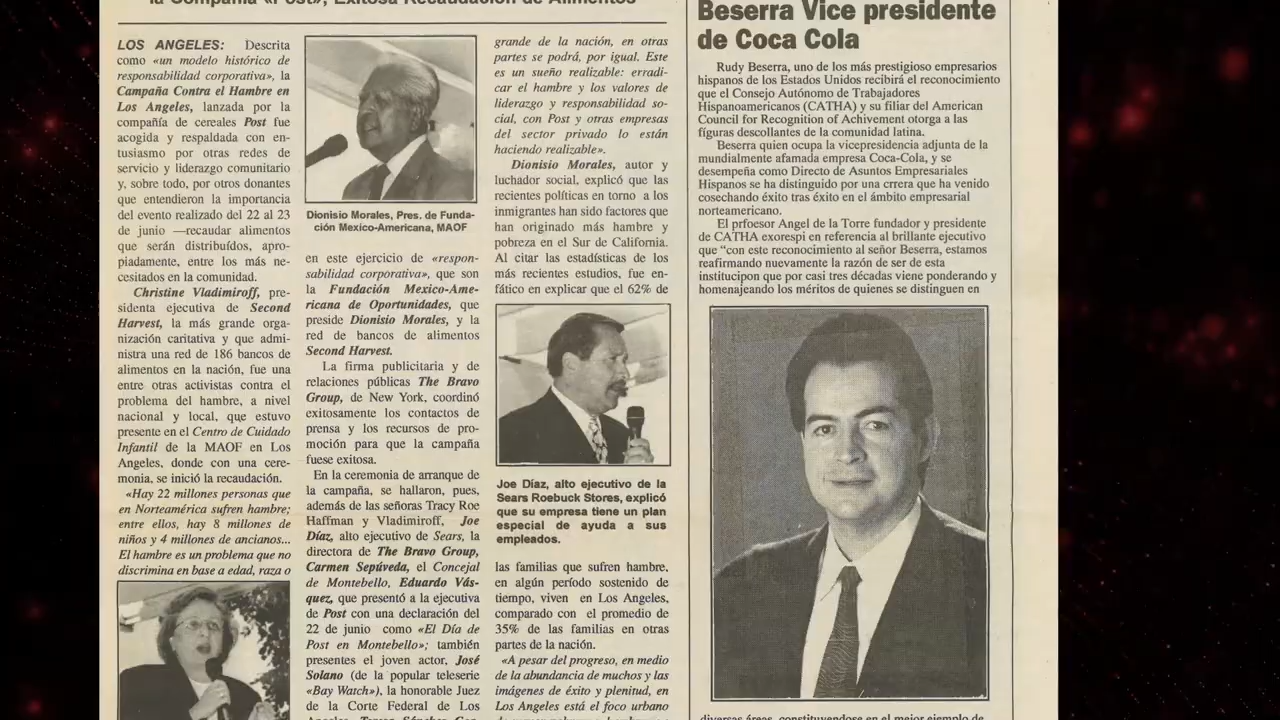 la Compañía «Post», Exitosa Recaudación de Alimentos
LOS ANGELES: Descrita
como «un modelo histórico de
responsabilidad corporativa», la
Campaña Contra el Hambre en
Los Angeles, lanzada por la
compañía de cereales Post fue
acogida y respaldada con en-
tusiasmo por otras redes de
servicio y liderazgo comunitario
y, sobre todo, por otros donantes
que entendieron la importancia
del evento realizado del 22 al 23
de junio —recaudar alimentos
que serán distribuídos, apro-
piadamente, entre los más ne-
cesitados en la comunidad.
Christine Vladimiroff, pre-
sidenta ejecutiva de Second
Harvest, la más grande orga-
nización caritativa y que admi-
nistra una red de 186 bancos de
alimentos en la nación, fue una
entre otras activistas contra el
problema del hambre, a nivel
nacional y local, que estuvo
presente en el Centro de Cuidado
Infantil de la MAOF en Los
Angeles, donde con una cere-
monia, se inició la recaudación.
«Hay 22 millones personas que
en Norteamérica sufren hambre;
entre ellos, hay 8 millones de
niños y 4 millones de ancianos...
El hambre es un problema que no
discrimina en base a edad, raza o
Dionisio Morales, Pres. de Funda-
ción Mexico-Americana, MAOF
en este ejercicio de «respon-
sabilidad corporativa», que son
la Fundación Mexico-Ame-
ricana de Oportunidades, que
preside Dionisio Morales, y la
red de bancos de alimentos
Second Harvest.
La firma publicitaria y de
relaciones públicas The Bravo
Group, de New York, coordinó
exitosamente los contactos de
prensa y los recursos de pro-
moción para que la campaña
fuese exitosa.
En la ceremonia de arranque de
la campaña, se hallaron, pues,
además de las señoras Tracy Roe
Haffman y Vladimiroff, Joe
Díaz, alto ejecutivo de Sears, la
directora de The Bravo Group,
Carmen Sepúveda, el Concejal
de Montebello, Eduardo Vás-
quez, que presentó a la ejecutiva
de Post con una declaración del
22 de junio como «El Día de
Post en Montebello»; también
presentes el joven actor, José
Solano (de la popular teleserie
«Bay Watch»), la honorable Juez
de la Corte Federal de Los
grande de la nación, en otras
partes se podrá, por igual. Este
es un sueño realizable: erradi-
car el hambre y los valores de
liderazgo y responsabilidad so-
cial, con Post y otras empresas
del sector privado lo están
haciendo realizable».
Dionisio Morales, autor y
luchador social, explicó que las
recientes políticas en torno a los
inmigrantes han sido factores que
han originado más hambre y
pobreza en el Sur de California.
Al citar las estadísticas de los
más recientes estudios, fue en-
fático en explicar que el 62% de
Joe Díaz, alto ejecutivo de la
Sears Roebuck Stores, explicó
que su empresa tiene un plan
especial de ayuda a sus
empleados.
las familias que sufren hambre,
en algún período sostenido de
tiempo, viven en Los Angeles,
comparado con el promedio de
35% de las familias en otras
partes de la nación.
«A pesar del progreso, en medio
de la abundancia de muchos y las
imágenes de éxito y plenitud, en
Los Angeles está el foco urbano
Beserra Vice presidente
de Coca Cola
Rudy Beserra, uno de los más prestigioso empresarios
hispanos de los Estados Unidos recibirá el reconocimiento
que el Consejo Autónomo de Trabajadores
Hispanoamericanos (CATHA) y su filiar del American
Council for Recognition of Achivement otorga a las
figuras descollantes de la comunidad latina.
Beserra quien ocupa la vicepresidencia adjunta de la
mundialmente afamada empresa Coca-Cola, y se
desempeña como Directo de Asuntos Empresariales
Hispanos se ha distinguido por una crrera que ha venido
cosechando éxito tras éxito en el ámbito empresarial
norteamericano.
El prfoesor Angel de la Torre fundador y presidente
de CATHA exorespi en referencia al brillante ejecutivo
que “con este reconocimiento al señor Beserra, estamos
reafirmando nuevamente la razón de ser de esta
institucipon que por casi tres décadas viene ponderando y
homenajeando los méritos de quienes se distinguen en
diversas áreas, constituyendose en el mejor ejemplo de